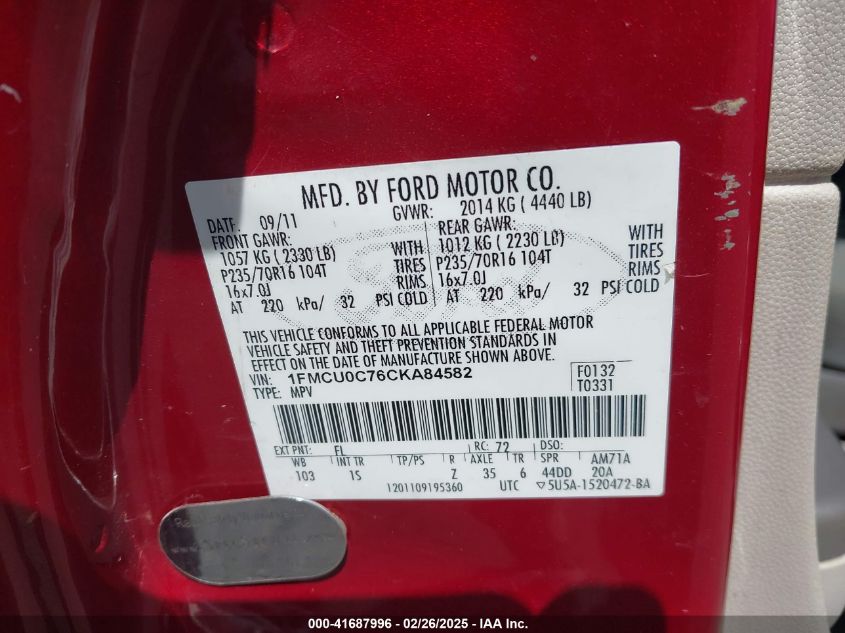 MFD. BY FORD MOTOR CO.
DATE: 09/11 GVWR: 2014 KG ( 4440 LB)
FRONT GAWR: REAR GAWR:
1057 KG ( 2330 LB) WITH 1012 KG ( 2230 LB) WITH
P235/70R16 104T TIRES P235/70R16 104T TIRES
16x7.0J RIMS 16x7.0J RIMS
AT 220 kPa/ 32 PSI COLD AT 220 kPa/ 32 PSI COLD
THIS VEHICLE CONFORMS TO ALL APPLICABLE FEDERAL MOTOR
VEHICLE SAFETY AND THEFT PREVENTION STANDARDS IN
EFFECT ON THE DATE OF MANUFACTURE SHOWN ABOVE.
VIN: 1FMCU0C76CKA84582 F0132
TYPE: MPV T0331
EXT PNT: FL RC: 72 DSO:
WB INT TR TP/PS R AXLE TR SPR AM71A
103 1S Z 35 6 44DD 20A
1201109195360 UTC ▽5U5A-1520472-BA
000-41687996 - 02/26/2025 - IAA Inc.